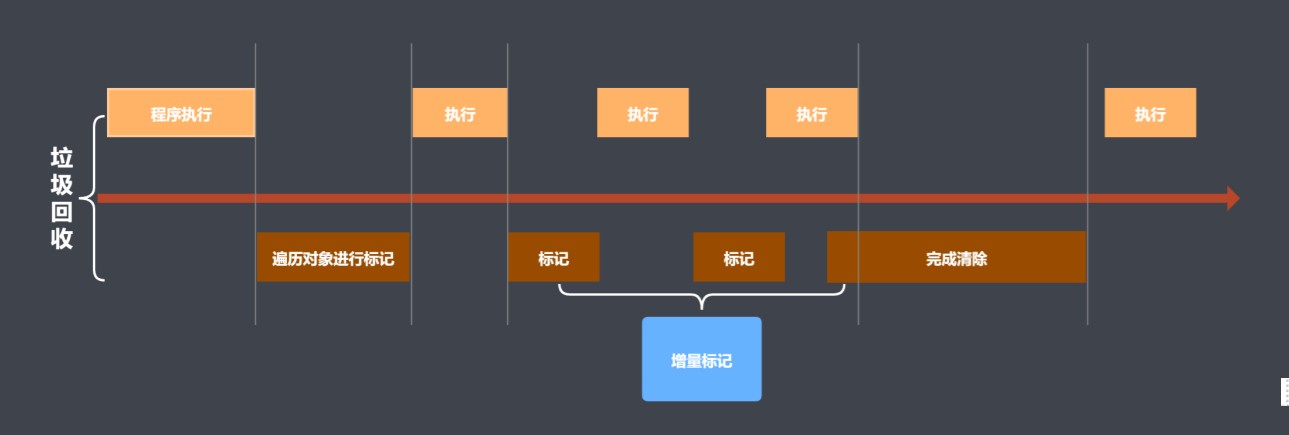 程序执行
执行
执行
执行
执行
垃圾回收
遍历对象进行标记
标记
标记
完成清除
增量标记